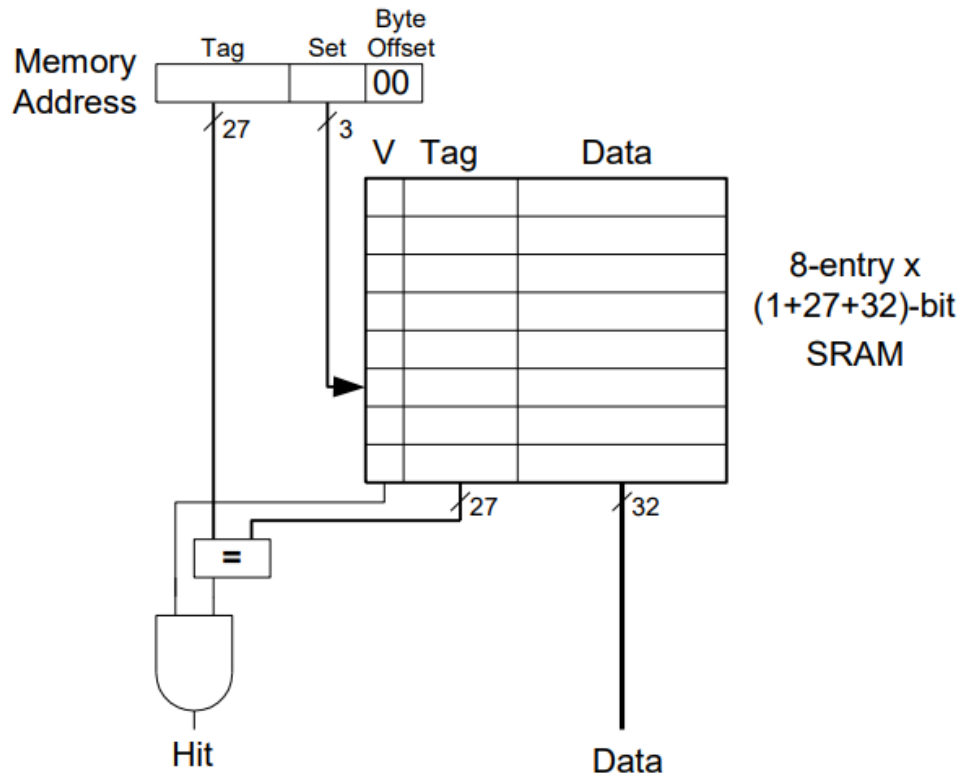 Memory
Address
Tag
Set
Byte
Offset
00
27
3
V
Tag
Data
8-entry x
(1+27+32)-bit
SRAM
27
32
=
Hit
Data